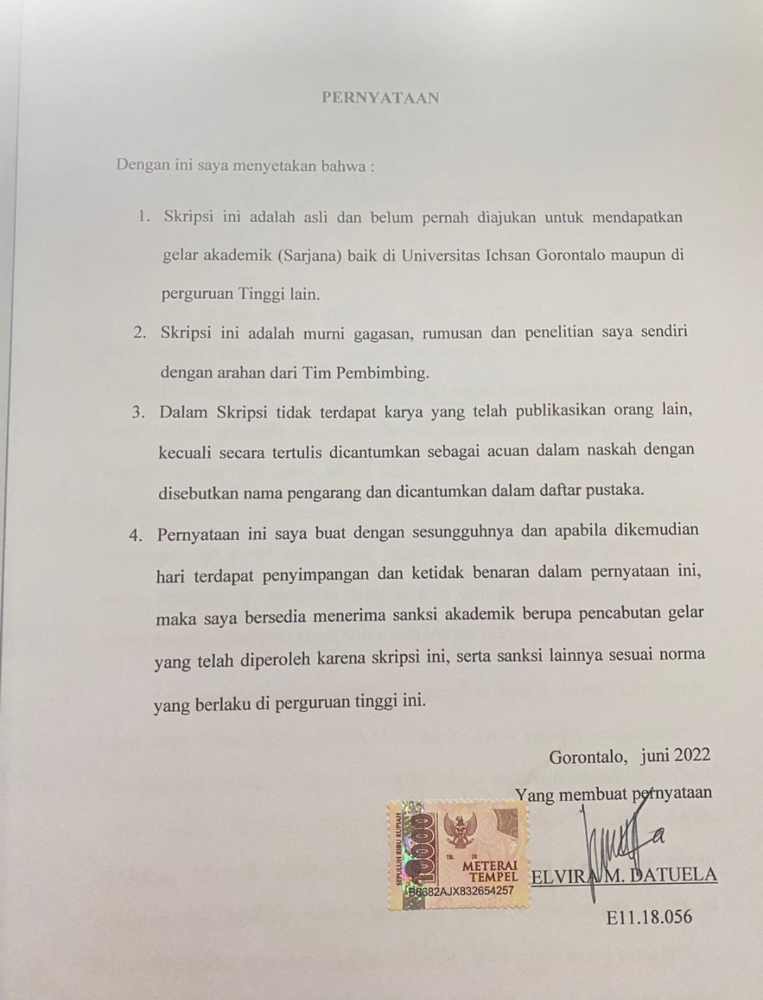 PERNYATAAN
Dengan ini saya menyetakan bahwa :
1. Skripsi ini adalah asli dan belum pernah diajukan untuk mendapatkan
gelar akademik (Sarjana) baik di Universitas Ichsan Gorontalo maupun di
perguruan Tinggi lain.
2. Skripsi ini adalah murni gagasan, rumusan dan penelitian saya sendiri
dengan arahan dari Tim Pembimbing.
3. Dalam Skripsi tidak terdapat karya yang telah publikasikan orang lain,
kecuali secara tertulis dicantumkan sebagai acuan dalam naskah dengan
disebutkan nama pengarang dan dicantumkan dalam daftar pustaka.
4. Pernyataan ini saya buat dengan sesungguhnya dan apabila dikemudian
hari terdapat penyimpangan dan ketidak benaran dalam pernyataan ini,
maka saya bersedia menerima sanksi akademik berupa pencabutan gelar
yang telah diperoleh karena skripsi ini, serta sanksi lainnya sesuai norma
yang berlaku di perguruan tinggi ini.
Gorontalo, juni 2022
Yang membuat pernyataan
SEPULUH RIBU RUPIAH
10000
TGL. 20
METERAI
TEMPEL
B6682AJX832654257
ELVIRA M. DATUELA
E11.18.056